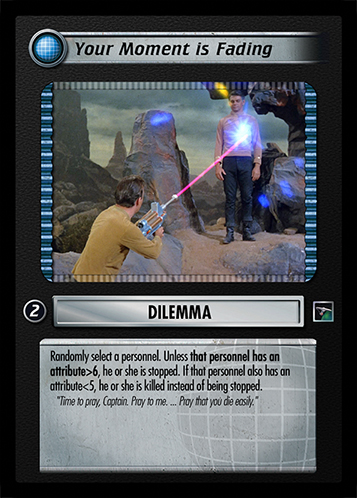 Your Moment is Fading
2
DILEMMA
Randomly select a personnel. Unless that personnel has an
attribute>6, he or she is stopped. If that personnel also has an
attribute<5, he or she is killed instead of being stopped.
"Time to pray, Captain. Pray to me. ... Pray that you die easily."